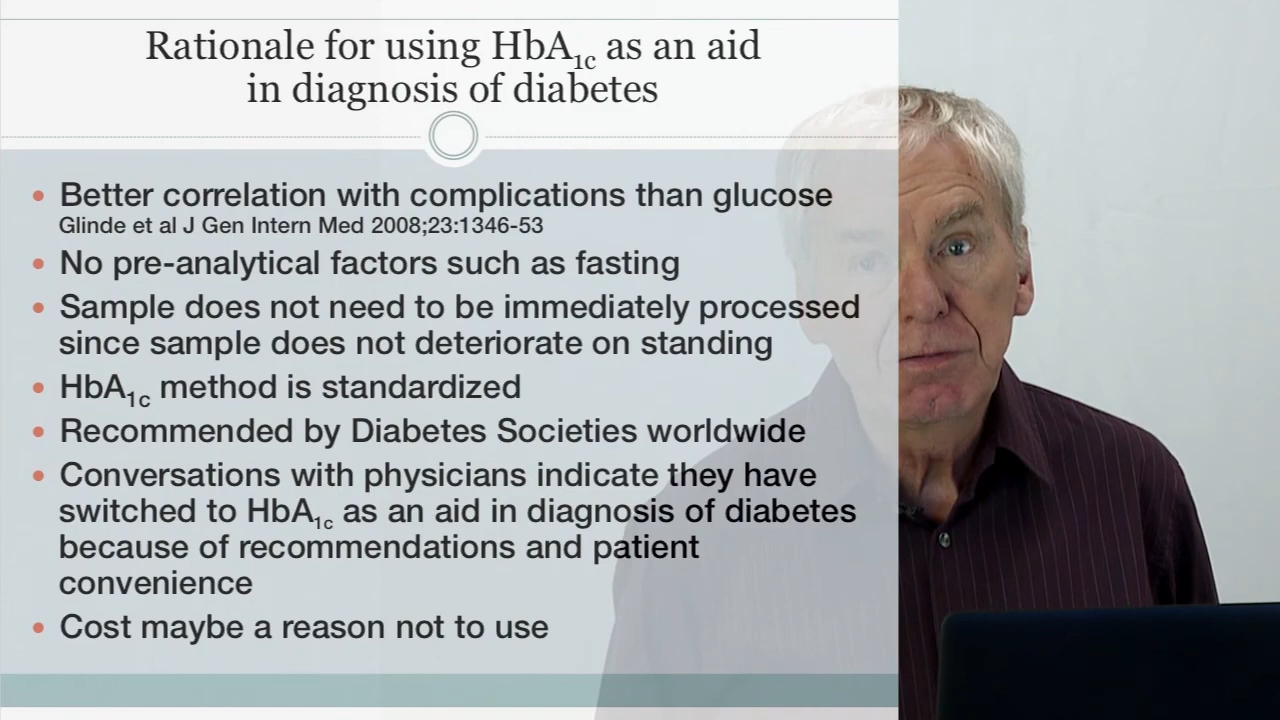 Rationale for using HbA1c as an aid
in diagnosis of diabetes
• Better correlation with complications than glucose
Glinde et al J Gen Intern Med 2008;23:1346-53
• No pre-analytical factors such as fasting
• Sample does not need to be immediately processed
since sample does not deteriorate on standing
• HbA1c method is standardized
• Recommended by Diabetes Societies worldwide
• Conversations with physicians indicate they have
switched to HbA1c as an aid in diagnosis of diabetes
because of recommendations and patient
convenience
• Cost maybe a reason not to use